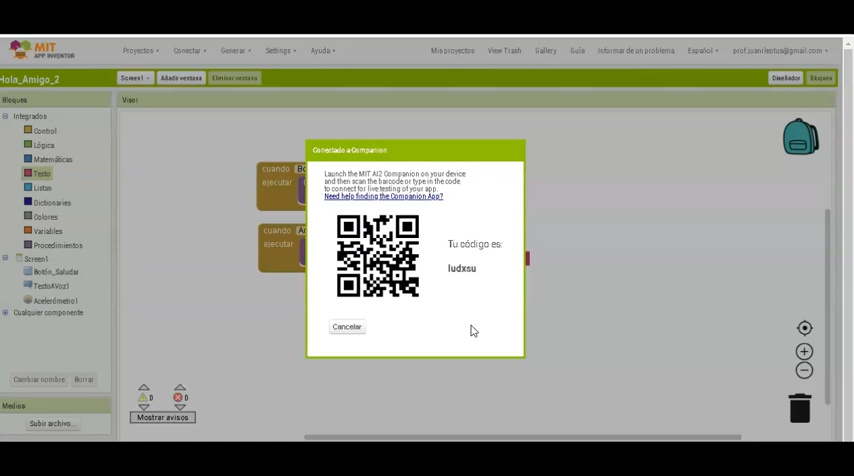 MIT
APP INVENTOR
Proyectos
Conectar
Generar
Settings
Ayuda
Mis proyectos
View Trash
Gallery
Guía
Informar de un problema
Español
prof.juanrleotus@gmail.com
Hola_Amigo_2
Screen1
Añadir ventana
Eliminar ventana
Diseñador
Bloques
Bloques
Visor
Integrados
Control
Lógica
Matemáticas
Texto
Listas
Dictionaries
Colores
Variables
Procedimientos
Screen1
Botón_Saludar
TextoAVoz1
Acelerómetro1
Cualquier componente
Cambiar nombre
Borrar
Medios
Subir archivo...
cuando Bo
ejecutar
cuando Ac
ejecutar
Conectado a Companion
Launch the MIT AI2 Companion on your device
and then scan the barcode or type in the code
to connect for live testing of your app.
Need help finding the Companion App?
Tu código es:
ludxsu
Cancelar
0
0
Mostrar avisos